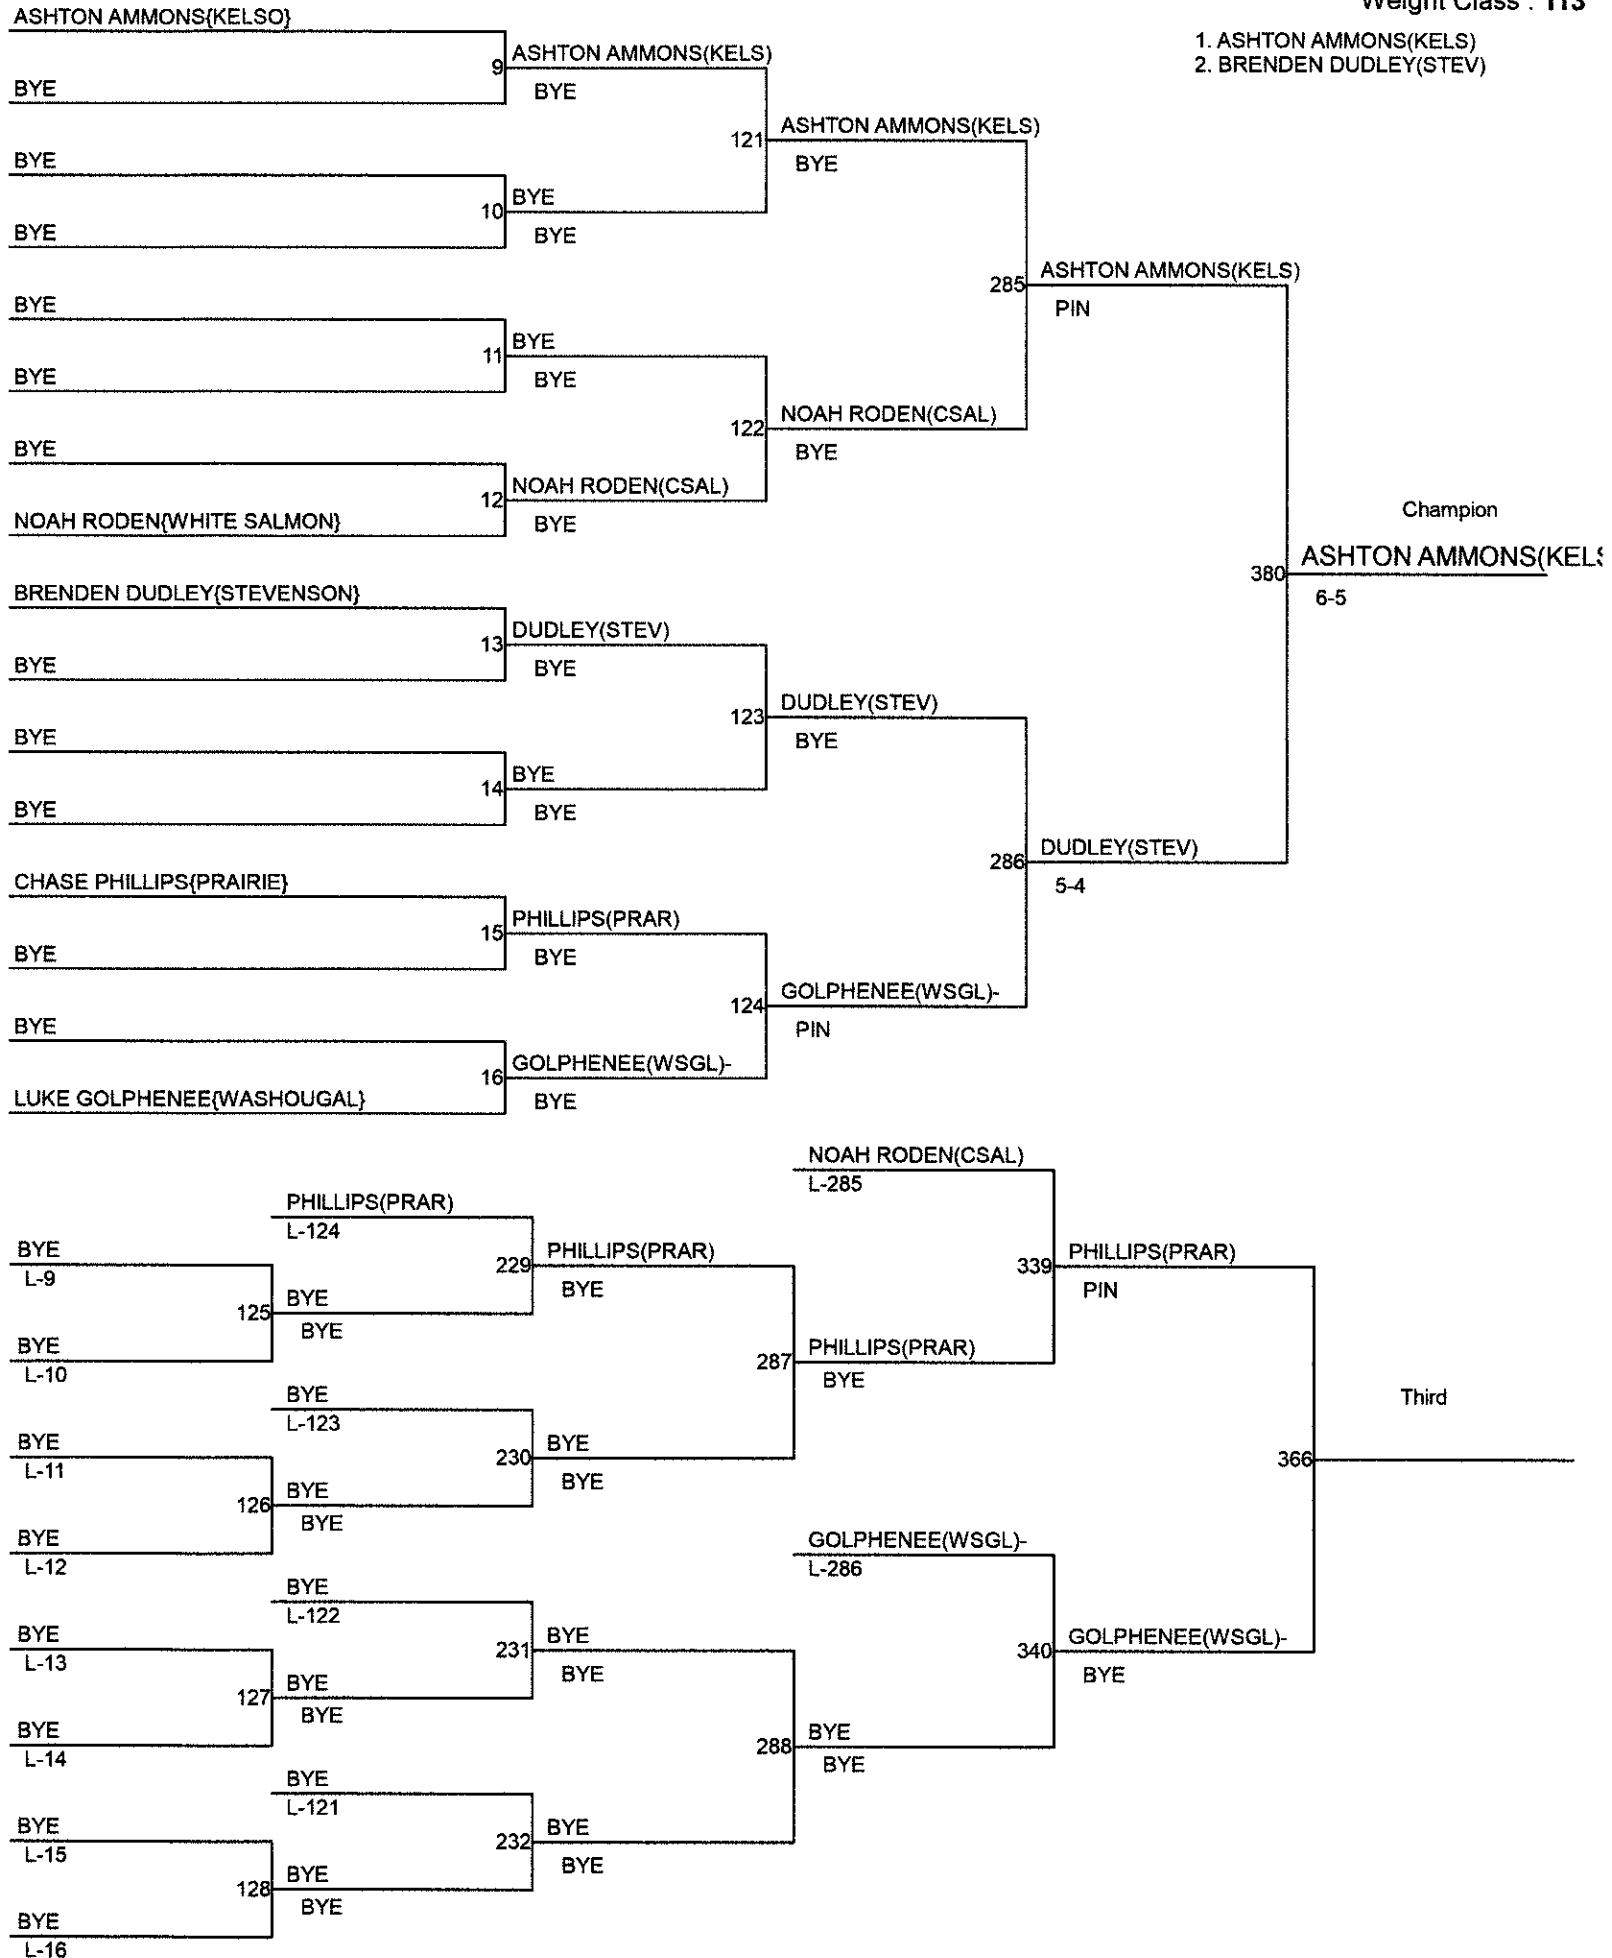 Weight Class : 113
1. ASHTON AMMONS(KELS)
2. BRENDEN DUDLEY(STEV)
ASHTON AMMONS{KELSO}
9
ASHTON AMMONS(KELS)
BYE
BYE
121
ASHTON AMMONS(KELS)
BYE
BYE
10
BYE
BYE
BYE
285
ASHTON AMMONS(KELS)
PIN
BYE
11
BYE
BYE
BYE
122
NOAH RODEN(CSAL)
BYE
BYE
12
NOAH RODEN(CSAL)
BYE
NOAH RODEN{WHITE SALMON}
Champion
380
ASHTON AMMONS(KELS
6-5
BRENDEN DUDLEY{STEVENSON}
13
DUDLEY(STEV)
BYE
BYE
123
DUDLEY(STEV)
BYE
BYE
14
BYE
BYE
BYE
286
DUDLEY(STEV)
5-4
CHASE PHILLIPS{PRAIRIE}
15
PHILLIPS(PRAR)
BYE
BYE
124
GOLPHENEE(WSGL)-
PIN
BYE
16
GOLPHENEE(WSGL)-
BYE
LUKE GOLPHENEE{WASHOUGAL}
NOAH RODEN(CSAL)
L-285
PHILLIPS(PRAR)
L-124
BYE
L-9
229
PHILLIPS(PRAR)
BYE
339
PHILLIPS(PRAR)
PIN
125
BYE
BYE
BYE
L-10
287
PHILLIPS(PRAR)
BYE
BYE
L-123
Third
BYE
L-11
230
BYE
BYE
366
126
BYE
BYE
BYE
L-12
GOLPHENEE(WSGL)-
L-286
BYE
L-122
BYE
L-13
231
BYE
BYE
340
GOLPHENEE(WSGL)-
BYE
127
BYE
BYE
BYE
L-14
288
BYE
BYE
BYE
L-121
BYE
L-15
232
BYE
BYE
128
BYE
BYE
BYE
L-16